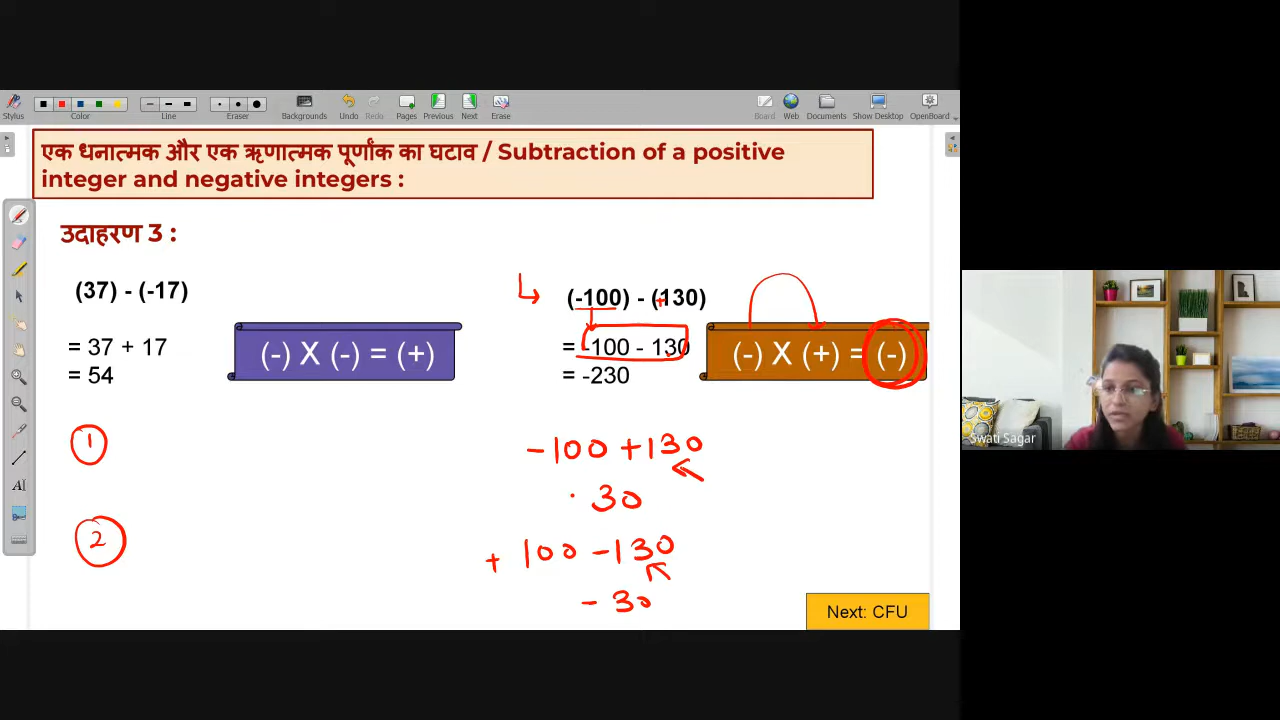 Stylus
Color
Line
Eraser
Backgrounds
Undo
Redo
Pages
Previous
Next
Erase
Board
Web
Documents
Show Desktop
OpenBoard
एक धनात्मक और एक ऋणात्मक पूर्णांक का घटाव / Subtraction of a positive
integer and negative integers :
उदाहरण 3 :
(37) - (-17)
= 37 + 17
= 54
(-) X (-) = (+)
(-100) - (+130)
= -100 - 130
= -230
(-) X (+) = (-)
1
- 100 + 130
30
2
+ 100 - 130
- 30
Next: CFU
Swati Sagar